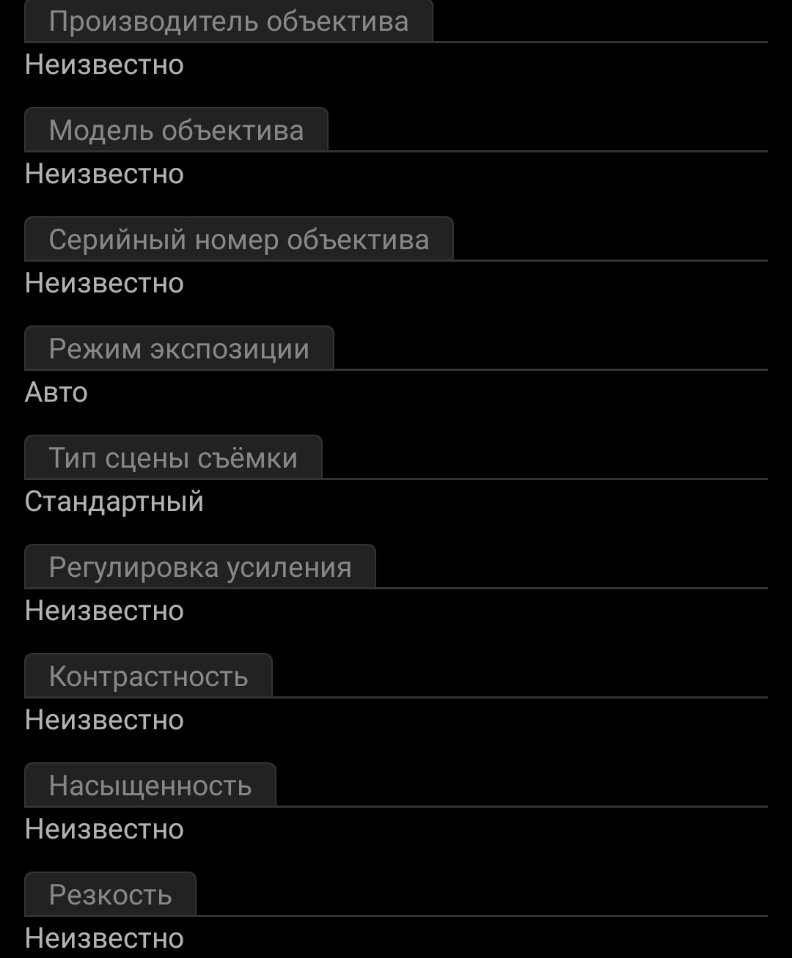 Производитель объектива
Неизвестно
Модель объектива
Неизвестно
Серийный номер объектива
Неизвестно
Режим экспозиции
Авто
Тип сцены съёмки
Стандартный
Регулировка усиления
Неизвестно
Контрастность
Неизвестно
Насыщенность
Неизвестно
Резкость
Неизвестно